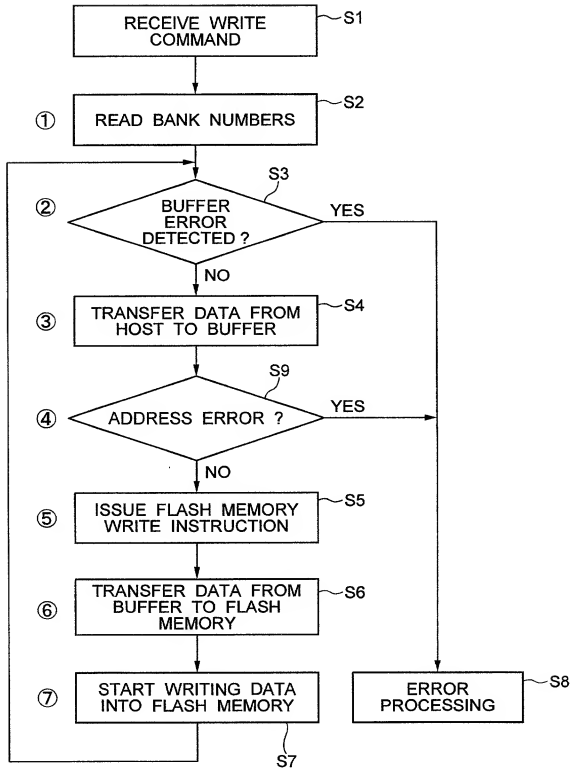 RECEIVE WRITE
COMMAND
S1
① READ BANK NUMBERS
S2
S3
② BUFFER
ERROR
DETECTED ?
YES
NO
③ TRANSFER DATA FROM
HOST TO BUFFER
S4
S9
④ ADDRESS ERROR ?
YES
NO
⑤ ISSUE FLASH MEMORY
WRITE INSTRUCTION
S5
⑥ TRANSFER DATA FROM
BUFFER TO FLASH
MEMORY
S6
⑦ START WRITING DATA
INTO FLASH MEMORY
S7
ERROR
PROCESSING
S8